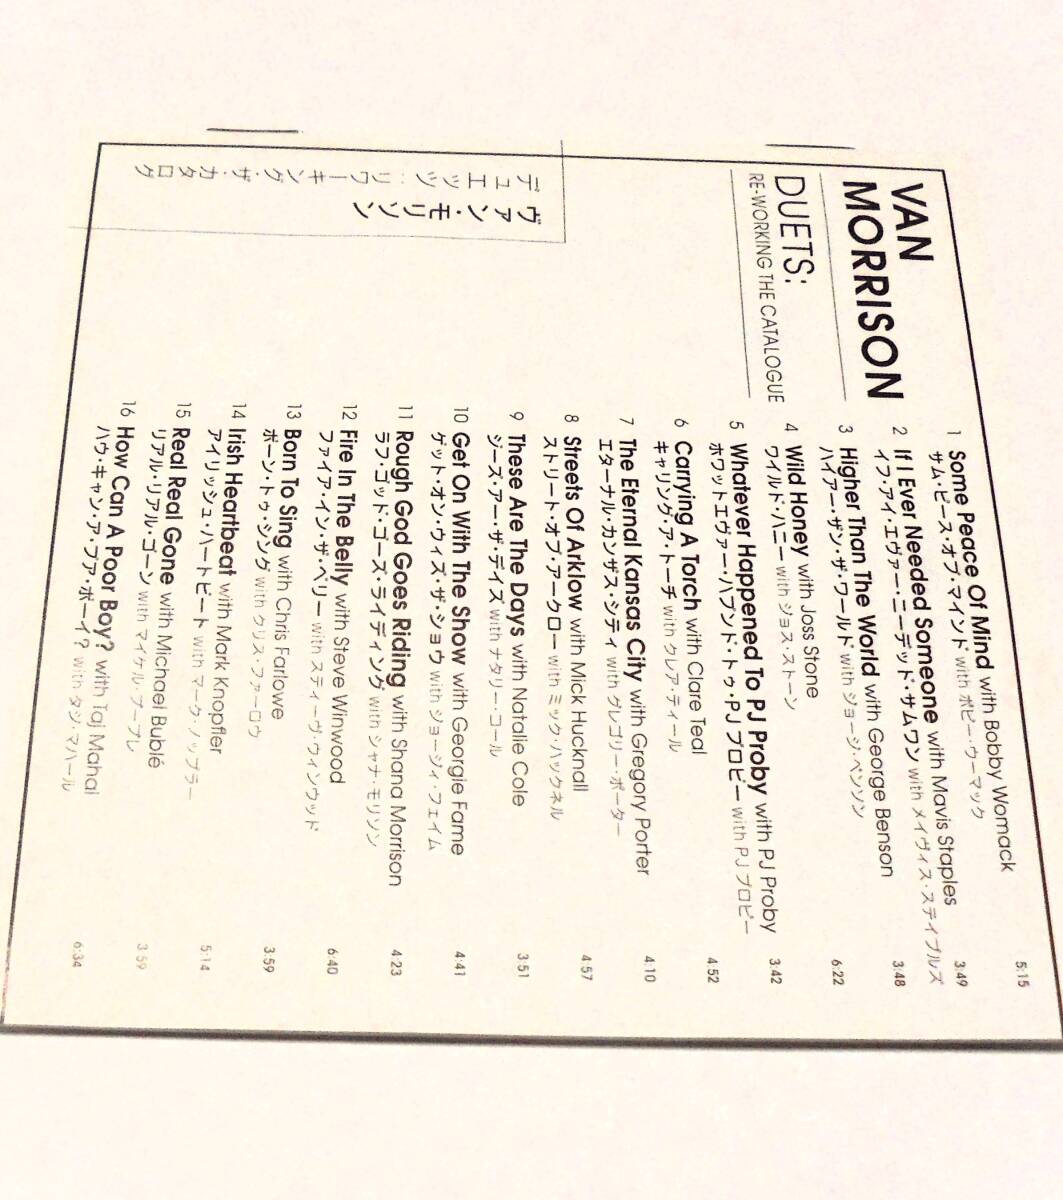 VAN
MORRISON
DUETS:
RE-WORKING THE CATALOGUE
1 Some Peace Of Mind with Bobby Womack 5:15
サム・ピース・オブ・マインド with ボビー・ウーマック
2 If I Ever Needed Someone with Mavis Staples 3:49
イフ・アイ・エヴァー・ニーデッド・サムワン with メイヴィス・ステイプルズ
3 Higher Than The World with George Benson 3:48
ハイアー・ザン・ザ・ワールド with ジョージ・ベンソン
4 Wild Honey with Joss Stone 6:22
ワイルド・ハニー with ジョス・ストーン
5 Whatever Happened To PJ Proby with PJ Proby 3:42
ホワットエヴァー・ハプンド・トゥ・PJ プロビー with PJ プロビー
6 Carrying A Torch with Clare Teal 4:52
キャリング・ア・トーチ with クレア・ティール
7 The Eternal Kansas City with Gregory Porter 4:10
エターナル・カンザス・シティ with グレゴリー・ポーター
8 Streets Of Arklow with Mick Hucknall 4:57
ストリート・オブ・アークロー with ミック・ハックネル
9 These Are The Days with Natalie Cole 3:51
ジーズ・アー・ザ・デイズ with ナタリー・コール
10 Get On With The Show with Georgie Fame 4:41
ゲット・オン・ウィズ・ザ・ショウ with ジョージィ・フェイム
11 Rough God Goes Riding with Shana Morrison 4:23
ラフ・ゴッド・ゴーズ・ライディング with シャナ・モリソン
12 Fire In The Belly with Steve Winwood 6:40
ファイア・イン・ザ・ベリー with スティーヴ・ウィンウッド
13 Born To Sing with Chris Farlowe 3:59
ボーン・トゥ・シング with クリス・ファーロウ
14 Irish Heartbeat with Mark Knopfler 5:14
アイリッシュ・ハートビート with マーク・ノップラー
15 Real Real Gone with Michael Bublé 3:59
リアル・リアル・ゴーン with マイケル・ブーブレ
16 How Can A Poor Boy? with Taj Mahal 6:34
ハウ・キャン・ア・プア・ボーイ? with タジ・マハール
ヴァン・モリソン
デュエッツ：リワーキング・ザ・カタログ